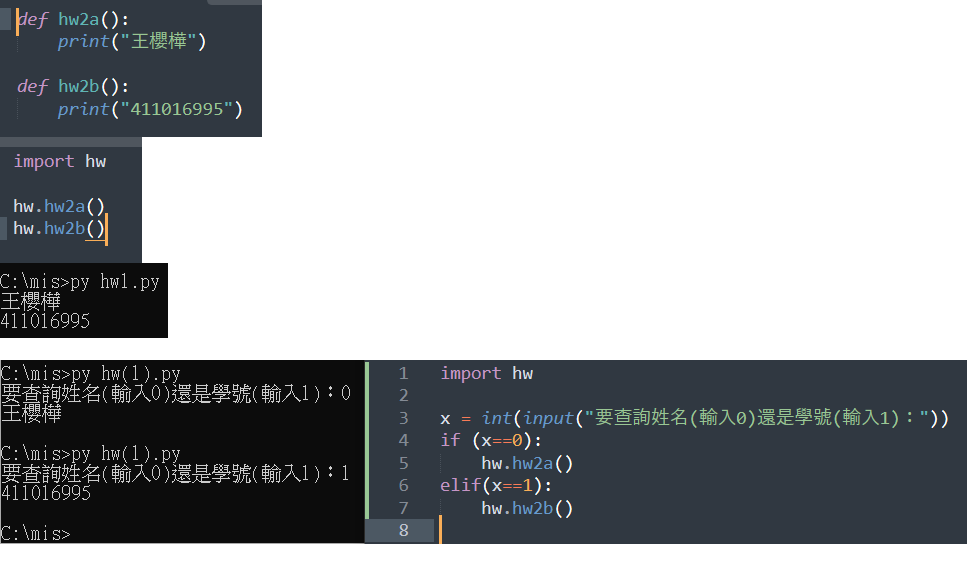 def hw2a():
    print("王櫻樺")
def hw2b():
    print("411016995")
import hw
hw.hw2a()
hw.hw2b()
C:\mis>py hw1.py
王櫻樺
411016995
C:\mis>py hw(1).py
要查詢姓名(輸入0)還是學號(輸入1)：0
王櫻樺
C:\mis>py hw(1).py
要查詢姓名(輸入0)還是學號(輸入1)：1
411016995
C:\mis>
1 import hw
2
3 x = int(input("要查詢姓名(輸入0)還是學號(輸入1)："))
4 if (x==0):
5     hw.hw2a()
6 elif(x==1):
7     hw.hw2b()
8